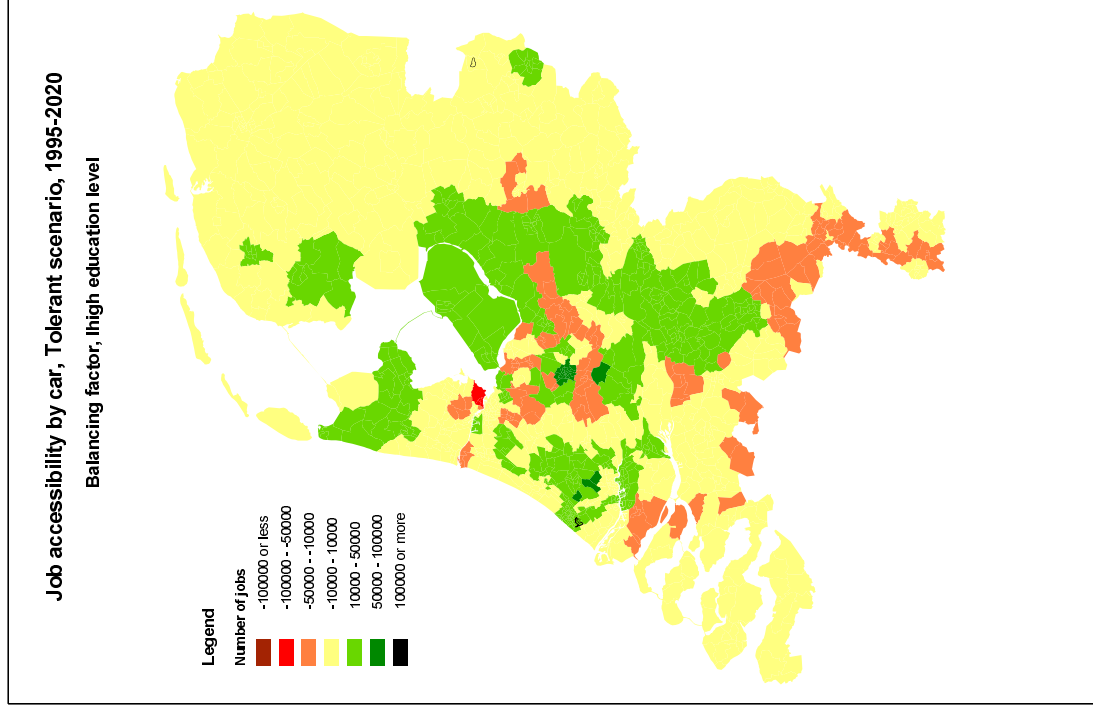 Job accessibility by car, Tolerant scenario, 1995-2020
Balancing factor, lhigh education level
Legend
Number of jobs
-100000 or less
-100000 - -50000
-50000 - -10000
-10000 - 10000
10000 - 50000
50000 - 100000
100000 or more